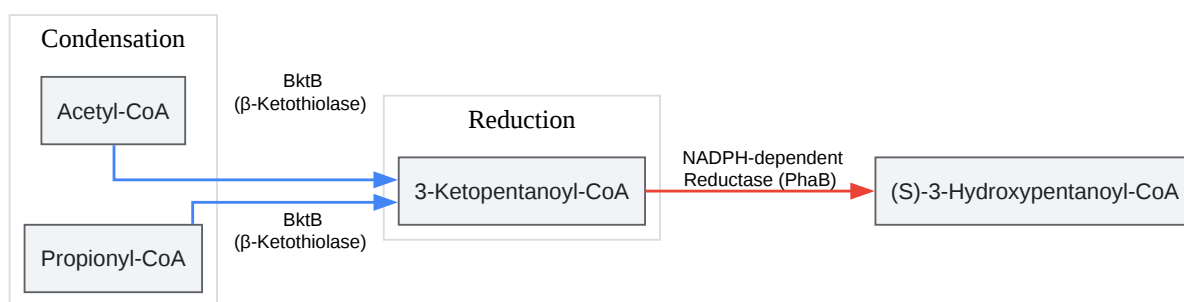 Condensation
Acetyl-CoA
BktB
(β-Ketothiolase)
Reduction
3-Ketopentanoyl-CoA
NADPH-dependent
Reductase (PhaB)
(S)-3-Hydroxypentanoyl-CoA
BktB
(β-Ketothiolase)
Propionyl-CoA